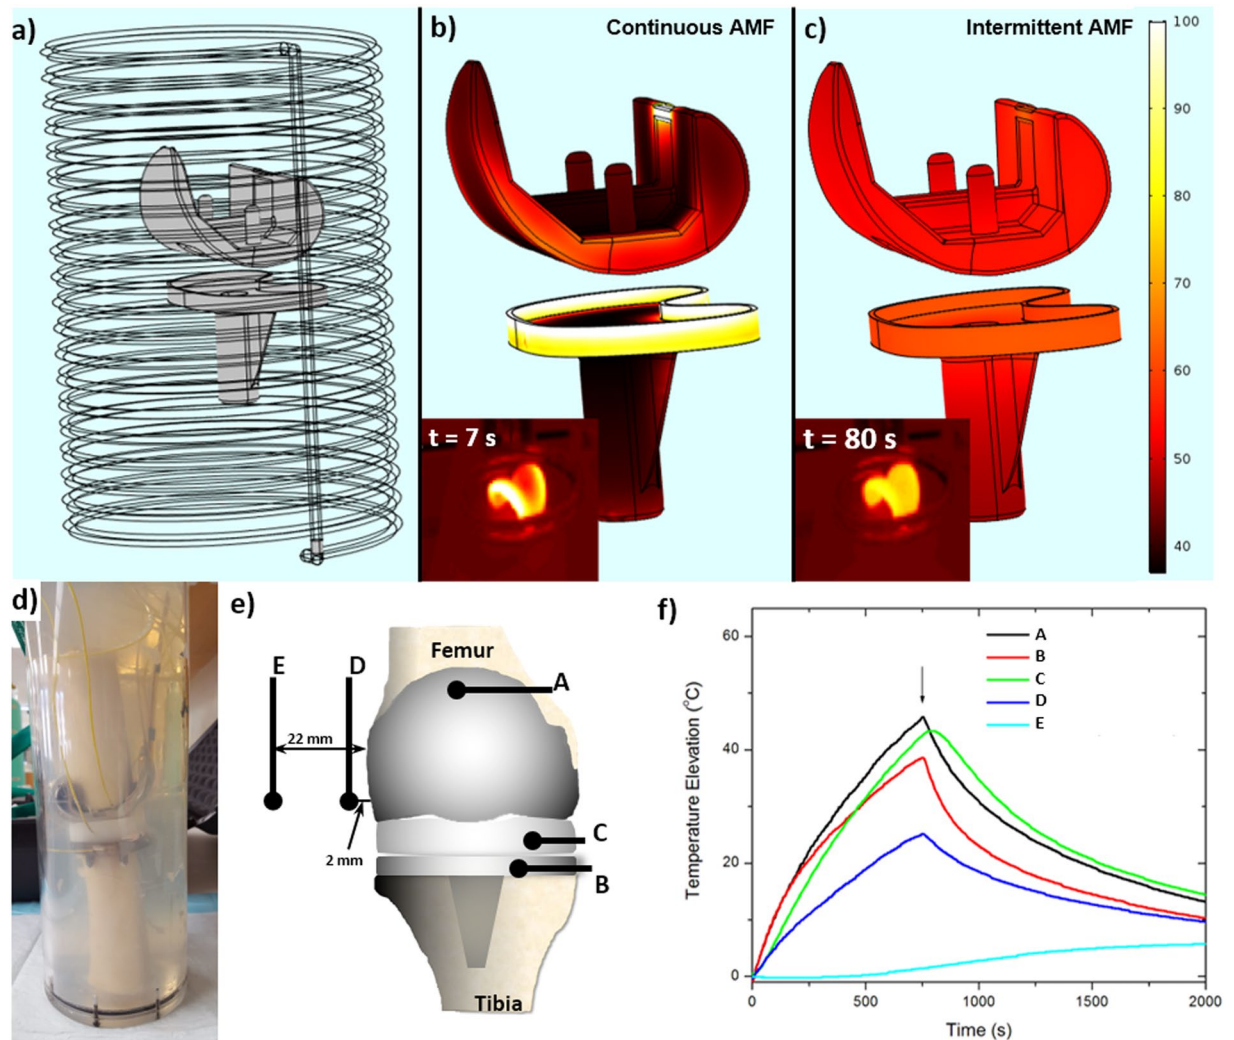 a)
b)
Continuous AMF
c)
Intermittent AMF
100
90
80
70
60
50
40
t = 7 s
t = 80 s
d)
e)
Femur
E
D
A
22 mm
2 mm
C
B
Tibia
f)
Temperature Elevation (°C)
60
40
20
0
A
B
C
D
E
0
500
1000
1500
2000
Time (s)